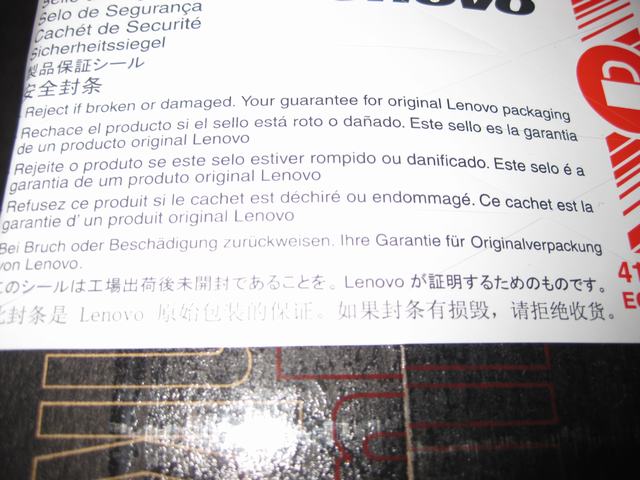 Lenovo
Selo de Segurança
Cachét de Securité
Sicherheitssiegel
製品保証シール
安全封条
Reject if broken or damaged. Your guarantee for original Lenovo packaging
Rechace el producto si el sello está roto o dañado. Este sello es la garantia
de un producto original Lenovo
Rejeite o produto se este selo estiver rompido ou danificado. Este selo é a
garantia de um produto original Lenovo
Refusez ce produit si le cachet est déchiré ou endommagé. Ce cachet est la
garantie d' un produit original Lenovo
Bei Bruch oder Beschädigung zurückweisen. Ihre Garantie für Originalverpackung
von Lenovo.
このシールは工場出荷後未開封であることを。Lenovo が証明するためのものです。
此封条是 Lenovo 原始包装的保证。如果封条有损毁，请拒绝收货。
41